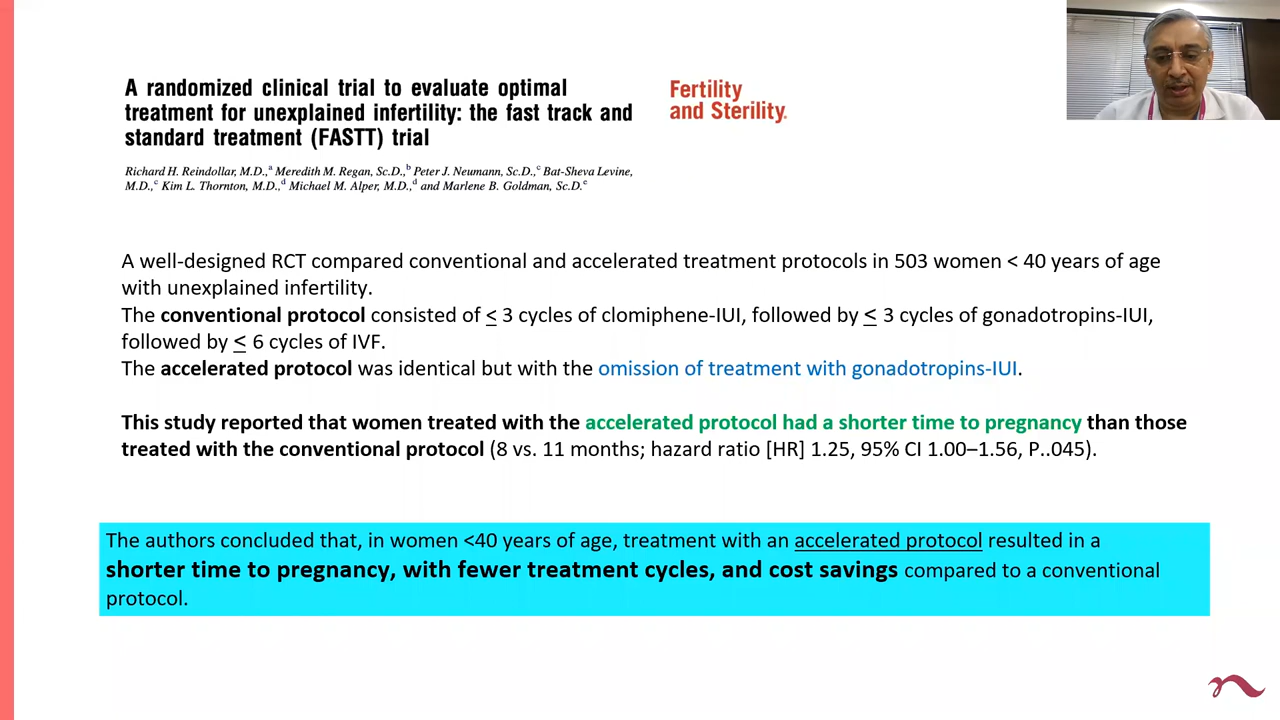 A randomized clinical trial to evaluate optimal
treatment for unexplained infertility: the fast track and
standard treatment (FASTT) trial
Fertility
and Sterility®
Richard H. Reindollar, M.D.,a Meredith M. Regan, Sc.D.,b Peter J. Neumann, Sc.D.,c Bat-Sheva Levine,
M.D.,c Kim L. Thornton, M.D.,d Michael M. Alper, M.D.,d and Marlene B. Goldman, Sc.D.e
A well-designed RCT compared conventional and accelerated treatment protocols in 503 women < 40 years of age
with unexplained infertility.
The conventional protocol consisted of ≤ 3 cycles of clomiphene-IUI, followed by ≤ 3 cycles of gonadotropins-IUI,
followed by ≤ 6 cycles of IVF.
The accelerated protocol was identical but with the omission of treatment with gonadotropins-IUI.
This study reported that women treated with the accelerated protocol had a shorter time to pregnancy than those
treated with the conventional protocol (8 vs. 11 months; hazard ratio [HR] 1.25, 95% CI 1.00–1.56, P..045).
The authors concluded that, in women <40 years of age, treatment with an accelerated protocol resulted in a
shorter time to pregnancy, with fewer treatment cycles, and cost savings compared to a conventional
protocol.